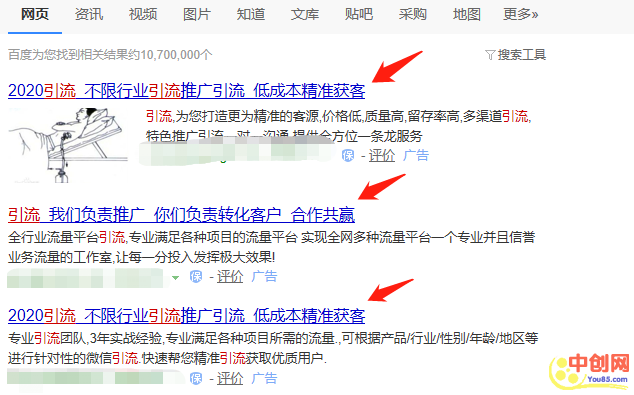 网页 资讯 视频 图片 知道 文库 贴吧 采购 地图 更多»
百度为您找到相关结果约10,700,000个 搜索工具
2020引流 不限行业引流推广引流 低成本精准获客
引流,为您打造更为精准的客源,价格低,质量高,留存率高,多渠道引流,
特色推广引流一对一沟通,提供全方位一条龙服务
保 - 评价 广告
引流 我们负责推广 你们负责转化客户 合作共赢
全行业流量平台引流,专业满足各种项目的流量平台 实现全网多种流量平台一个专业并且信誉
业务流量的工作室,让每一分投入发挥极大效果!
保 - 评价 广告
2020引流 不限行业引流推广引流 低成本精准获客
专业引流团队,3年实战经验,专业满足各种项目所需的流量.,可根据产品/行业/性别/年龄/地区等
进行针对性的微信引流.快速帮您精准引流获取优质用户.
保 - 评价 广告
中创网
You85.com